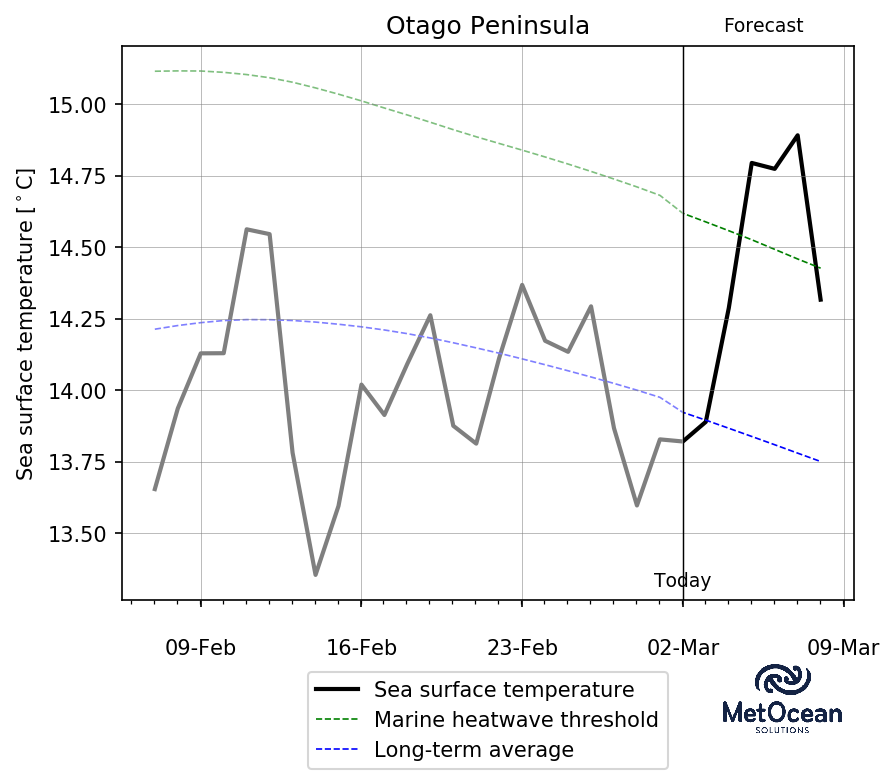 Otago Peninsula
Forecast
Sea surface temperature [°C]
15.00
14.75
14.50
14.25
14.00
13.75
13.50
Today
09-Feb
16-Feb
23-Feb
02-Mar
09-Mar
Sea surface temperature
Marine heatwave threshold
Long-term average
MetOcean
SOLUTIONS